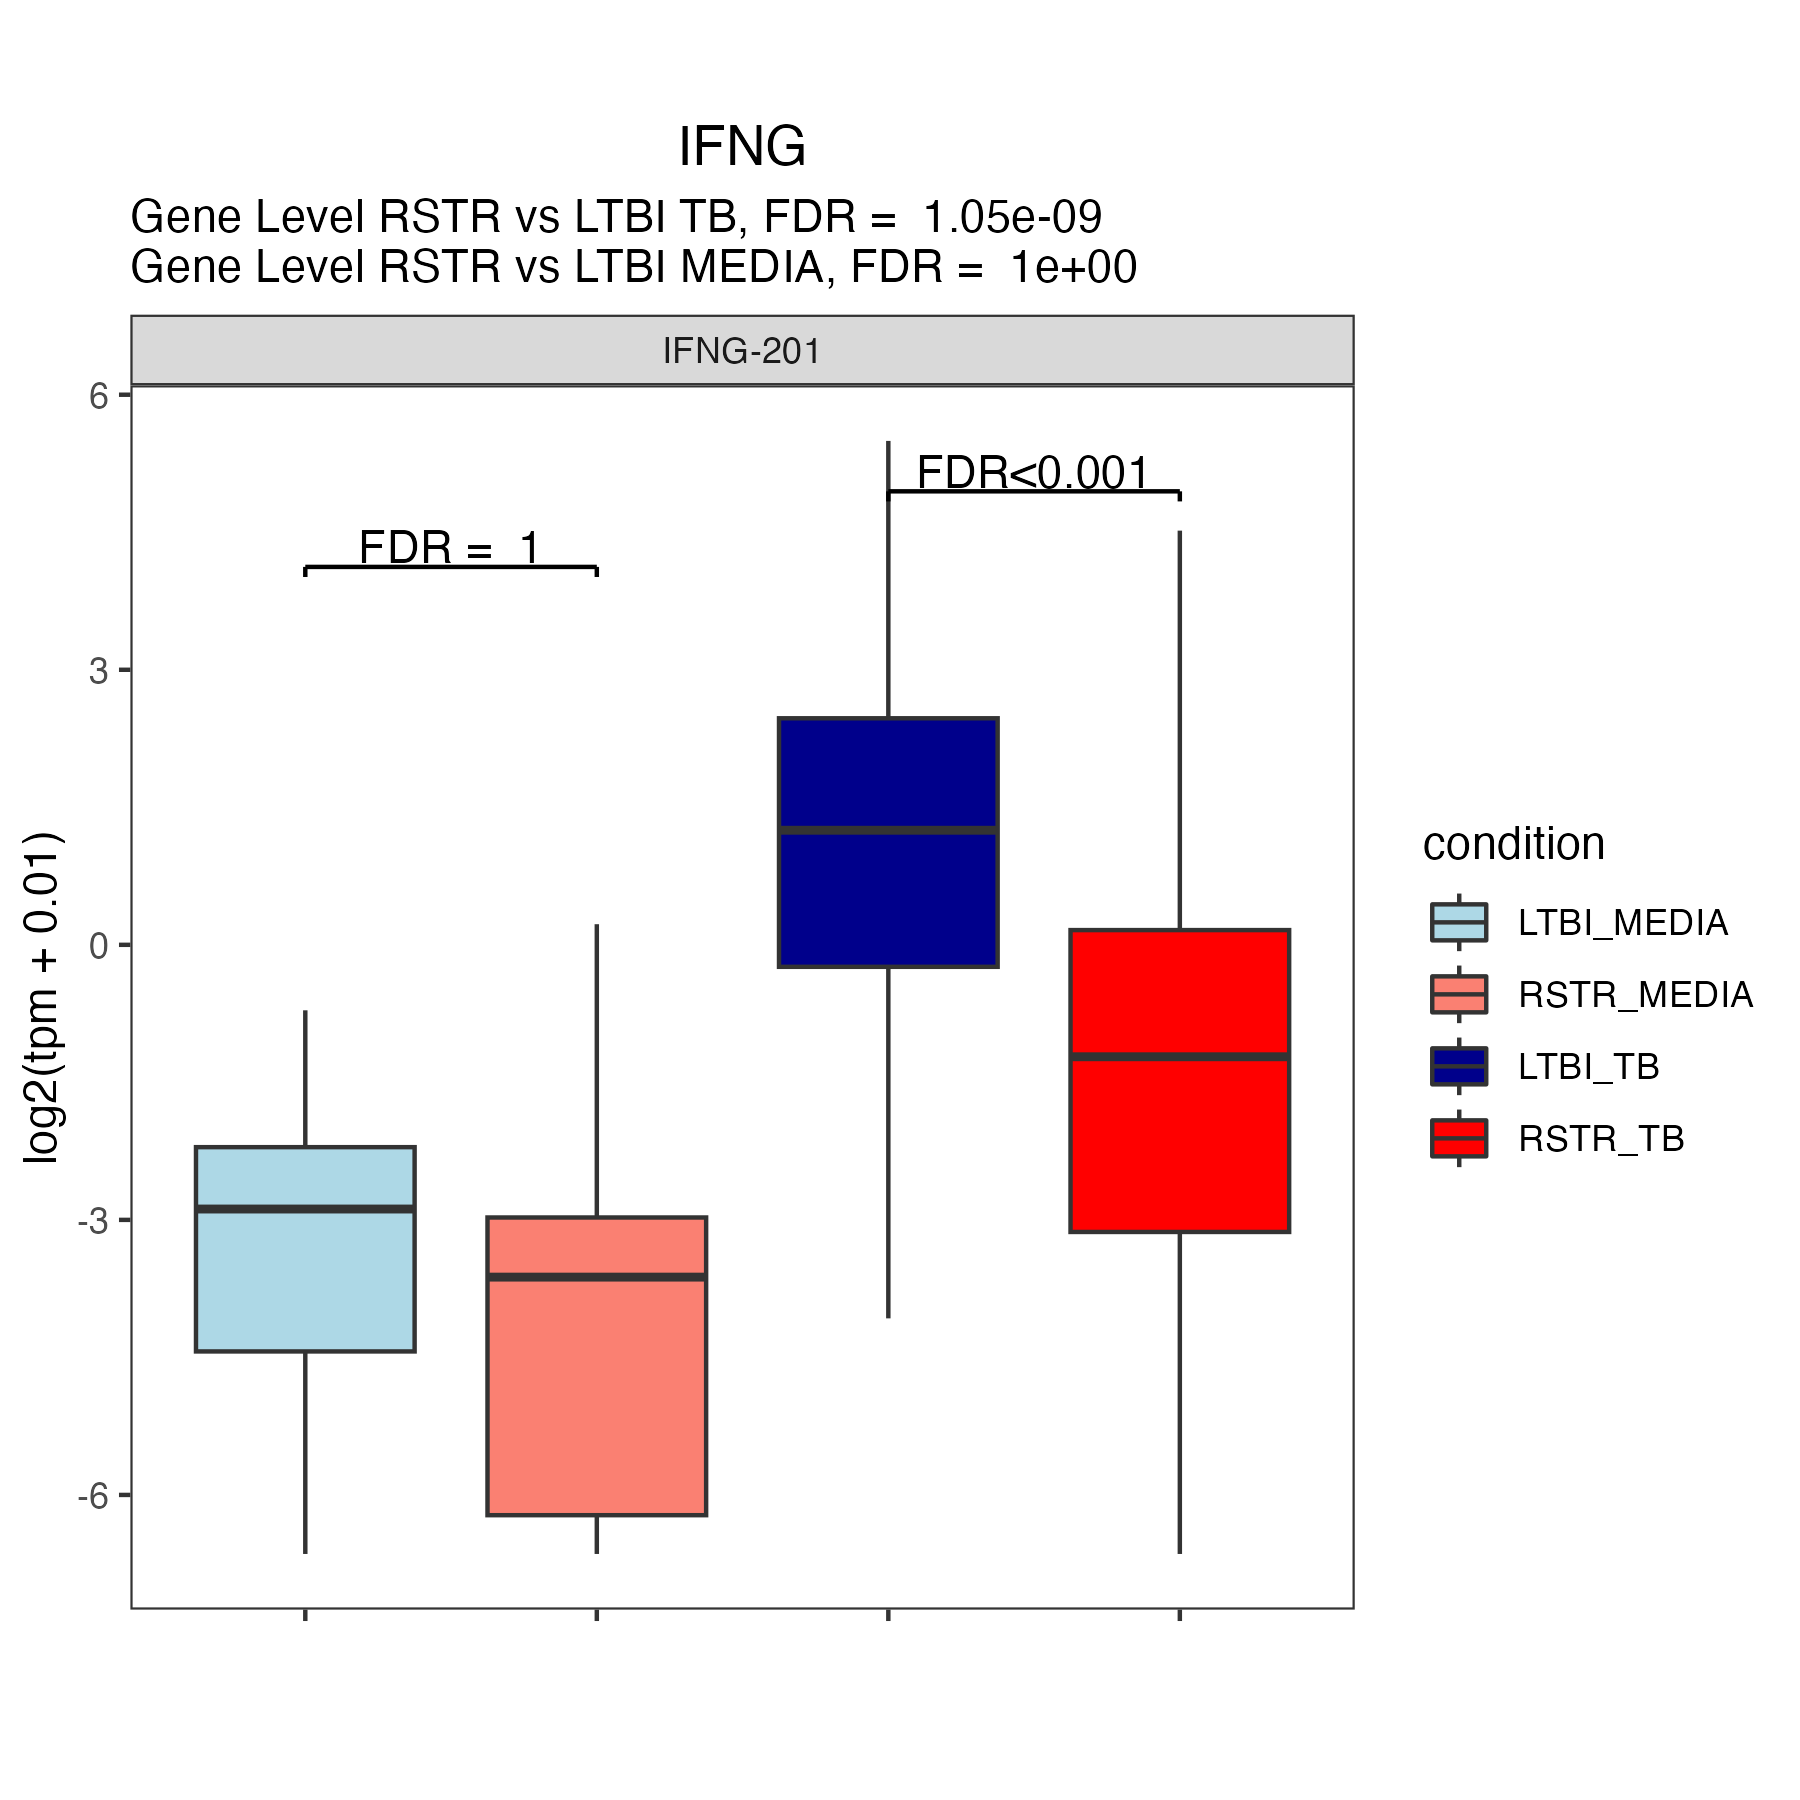 IFNG
Gene Level RSTR vs LTBI TB, FDR =  1.05e-09
Gene Level RSTR vs LTBI MEDIA, FDR =  1e+00
IFNG-201
6
3
0
-3
-6
log2(tpm + 0.01)
FDR<0.001
FDR =  1
condition
LTBI_MEDIA
RSTR_MEDIA
LTBI_TB
RSTR_TB